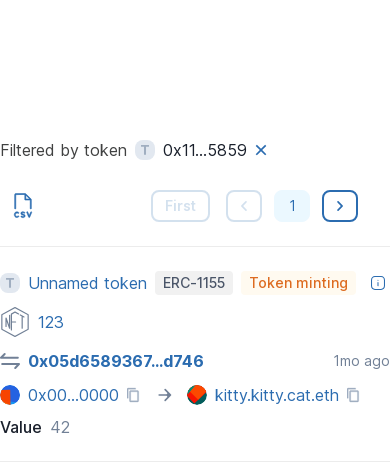 Filtered by token T 0x11...5859
CSV First 1
T Unnamed token ERC-1155 Token minting i
NFT 123
0x05d6589367...d746 1mo ago
0x00...0000 → kitty.kitty.cat.eth
Value 42